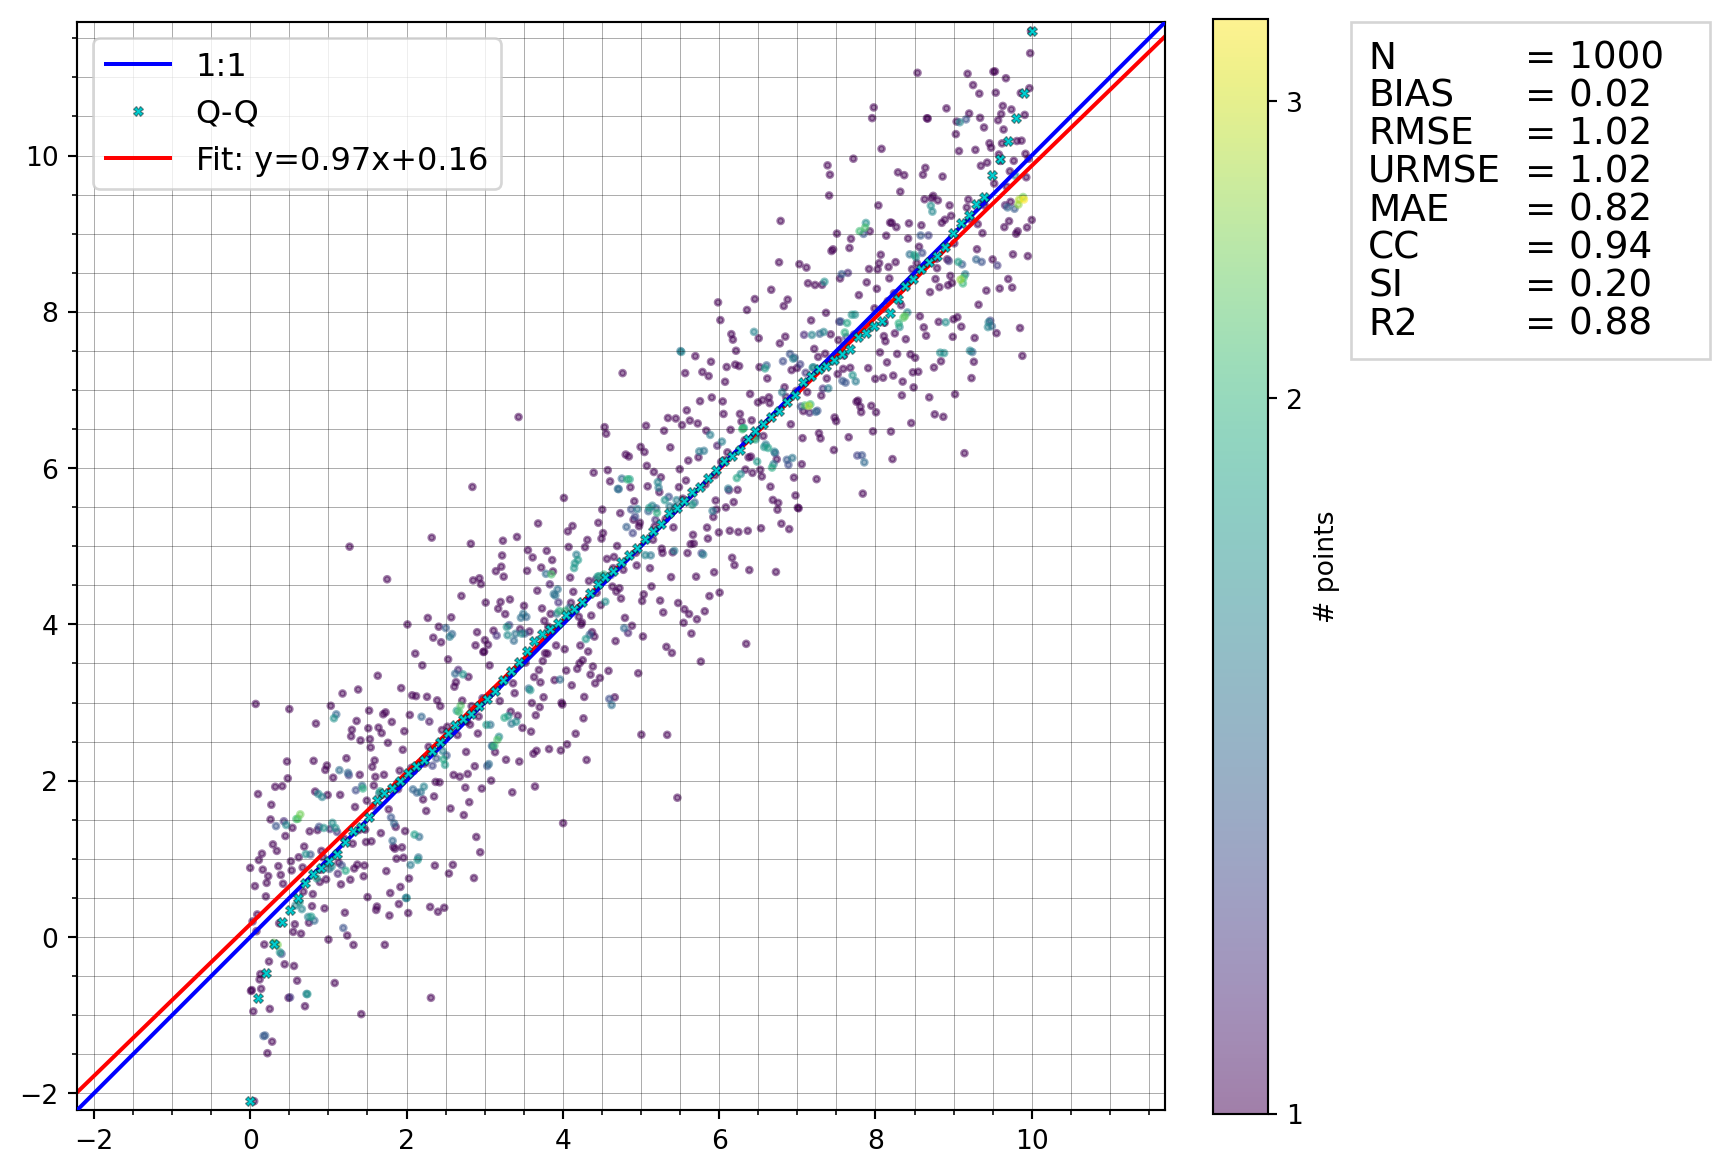 1:1
Q-Q
Fit: y=0.97x+0.16
10
8
6
4
2
0
−2
−2 0 2 4 6 8 10
3
2
1
# points
N = 1000
BIAS = 0.02
RMSE = 1.02
URMSE = 1.02
MAE = 0.82
CC = 0.94
SI = 0.20
R2 = 0.88